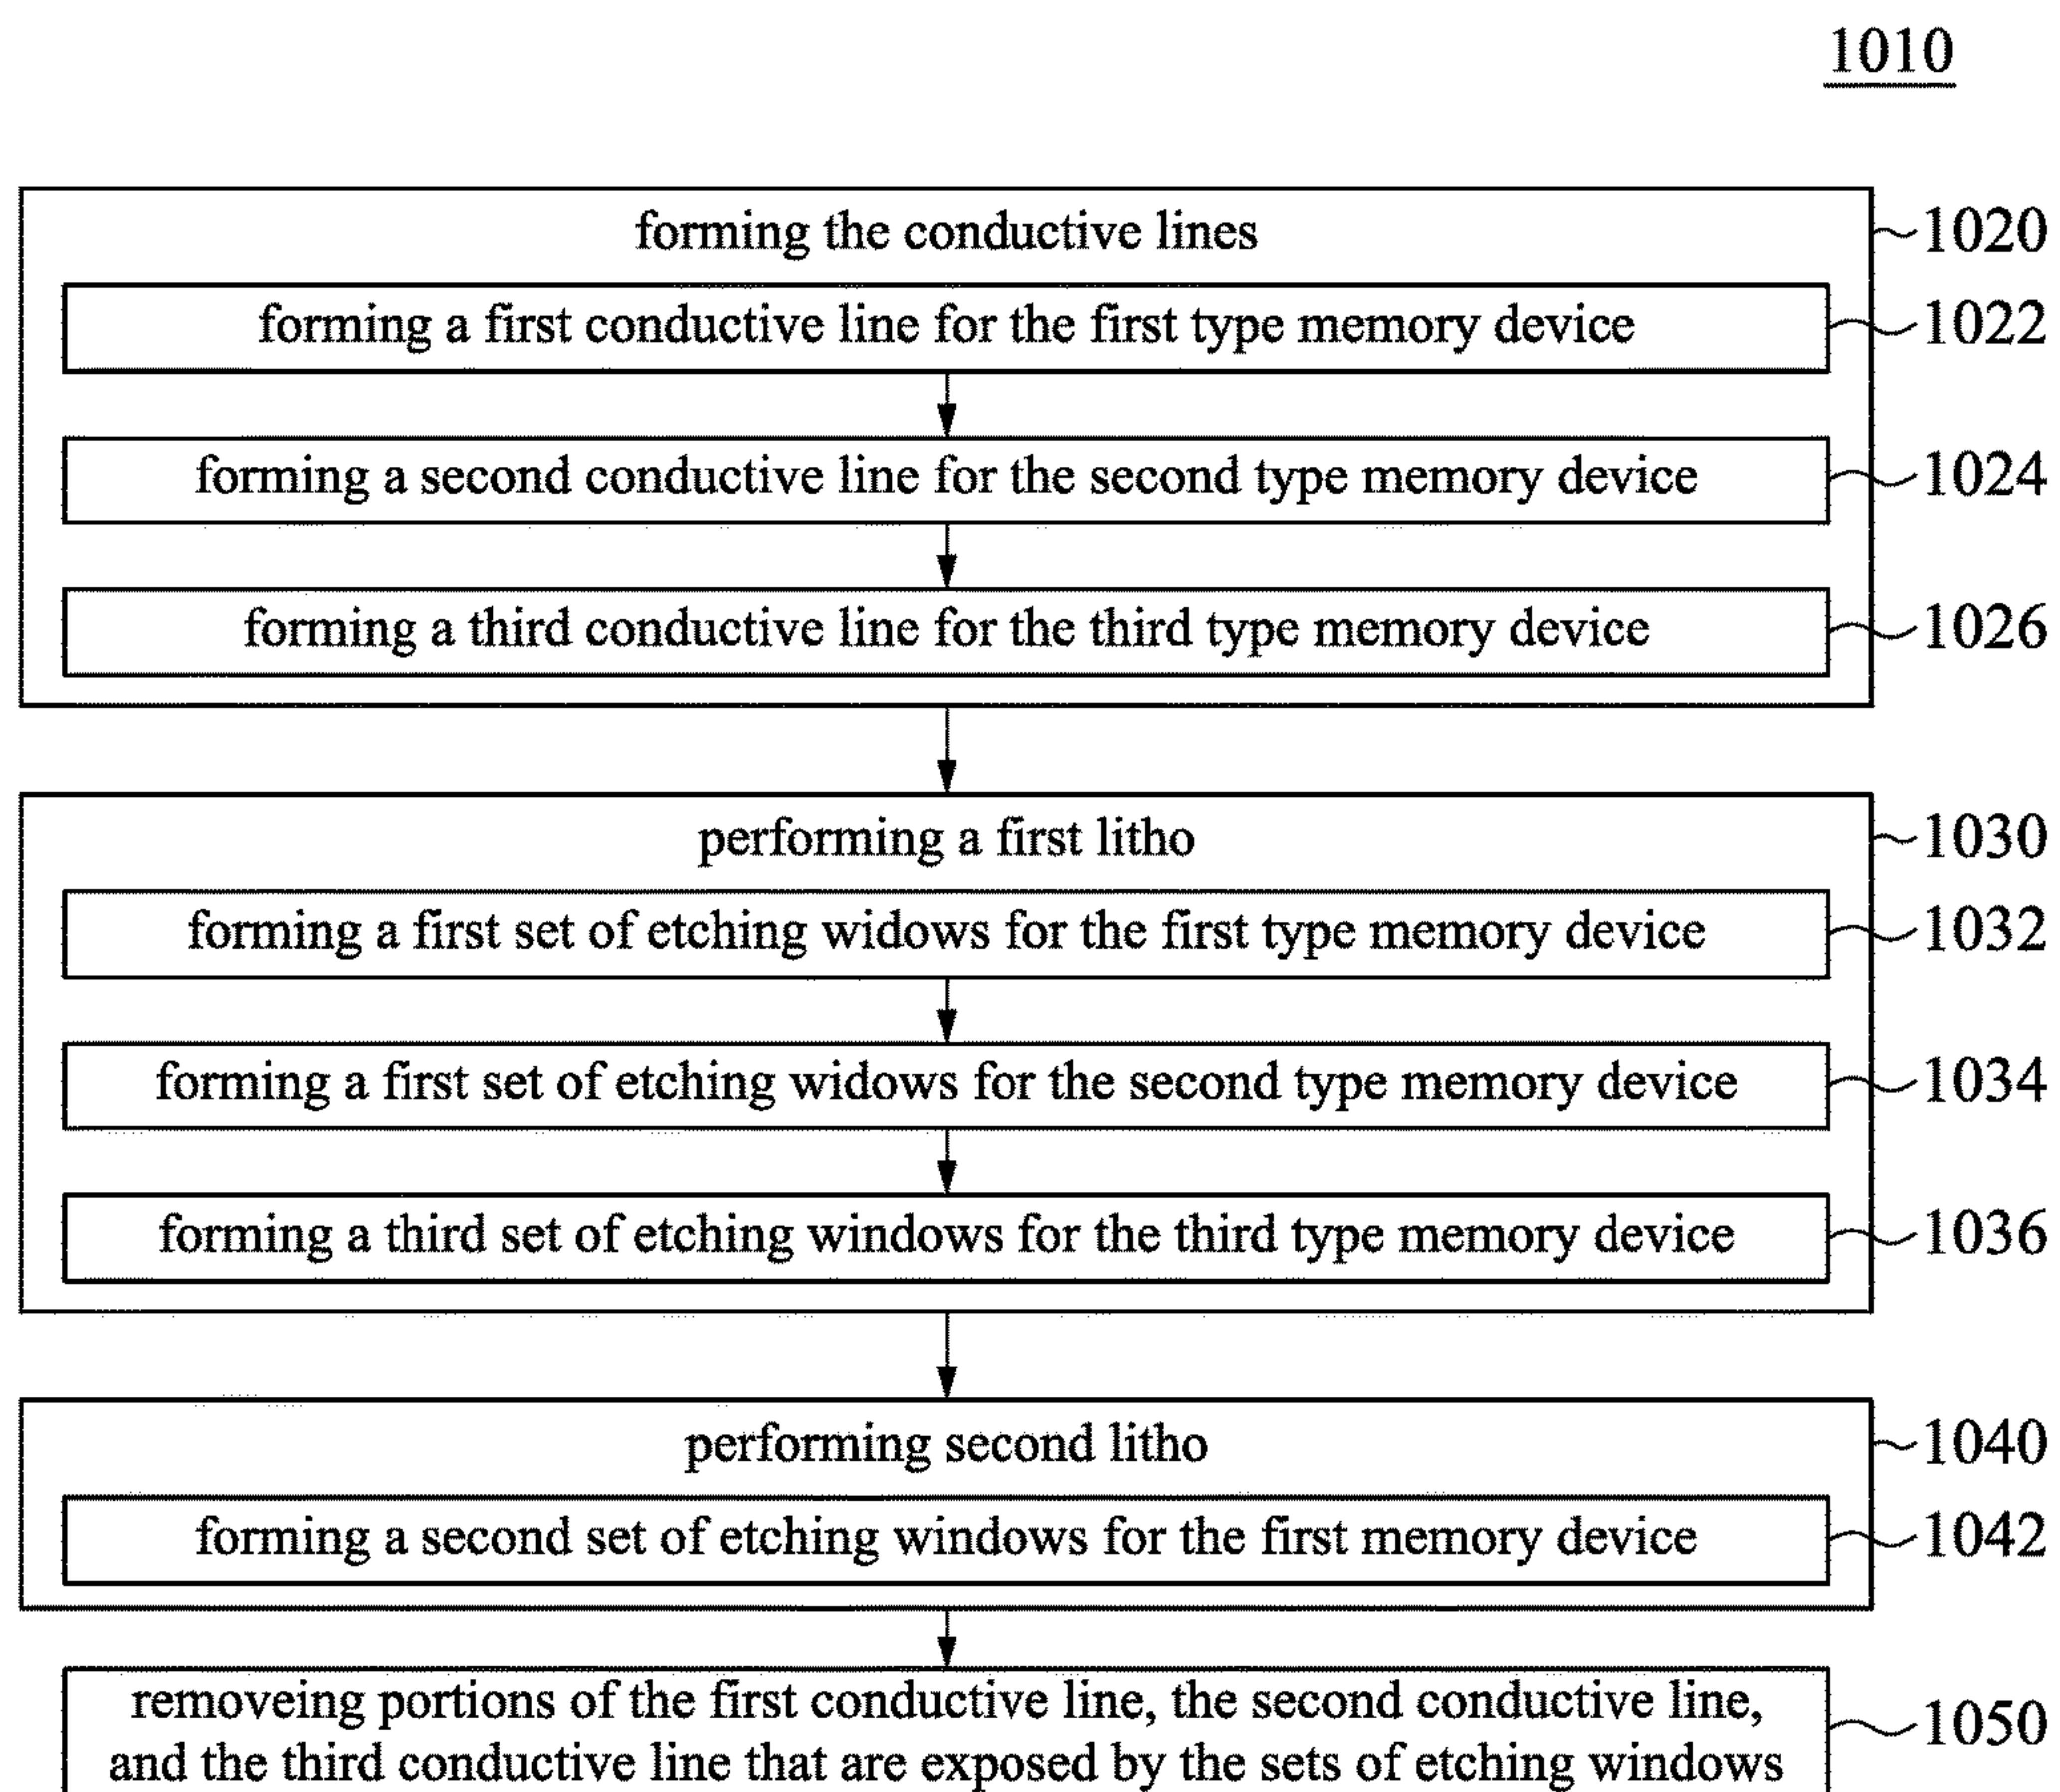 1010
forming the conductive lines
1020
forming a first conductive line for the first type memory device
1022
forming a second conductive line for the second type memory device
1024
forming a third conductive line for the third type memory device
1026
performing a first litho
1030
forming a first set of etching widows for the first type memory device
1032
forming a first set of etching widows for the second type memory device
1034
forming a third set of etching windows for the third type memory device
1036
performing second litho
1040
forming a second set of etching windows for the first memory device
1042
removeing portions of the first conductive line, the second conductive line,
and the third conductive line that are exposed by the sets of etching windows
1050